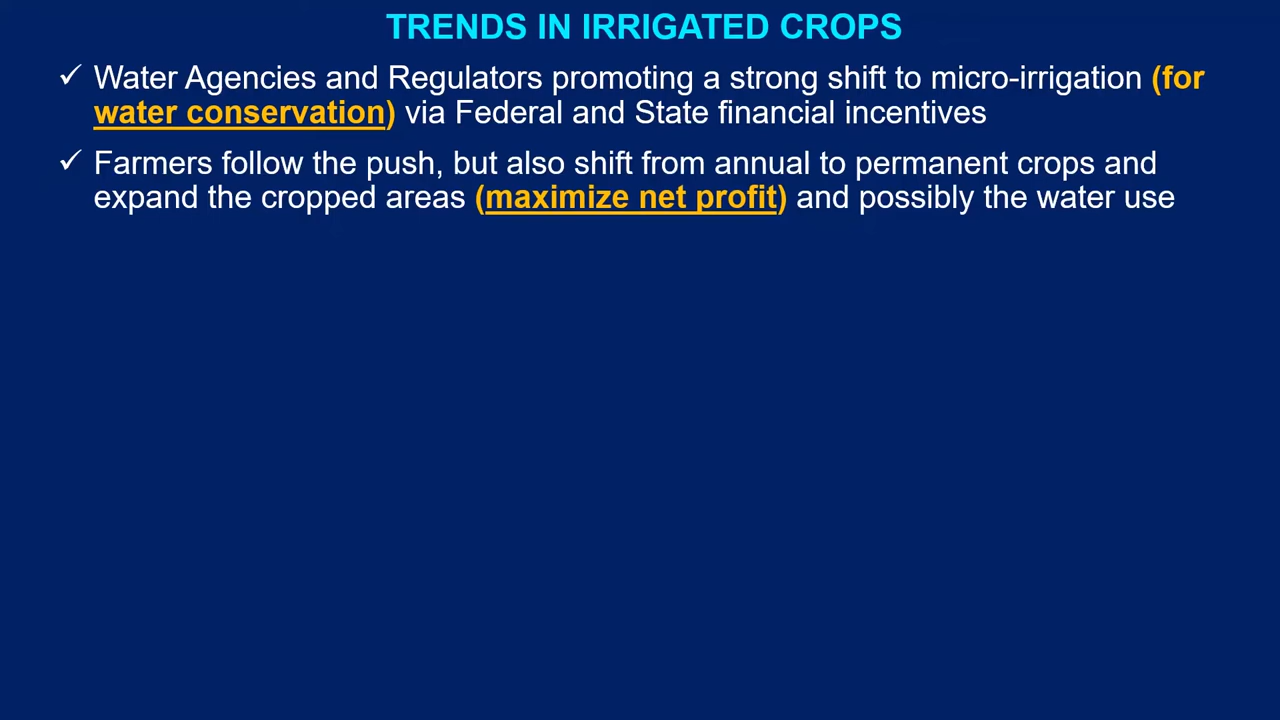 TRENDS IN IRRIGATED CROPS
✓ Water Agencies and Regulators promoting a strong shift to micro-irrigation (for
water conservation) via Federal and State financial incentives
✓ Farmers follow the push, but also shift from annual to permanent crops and
expand the cropped areas (maximize net profit) and possibly the water use